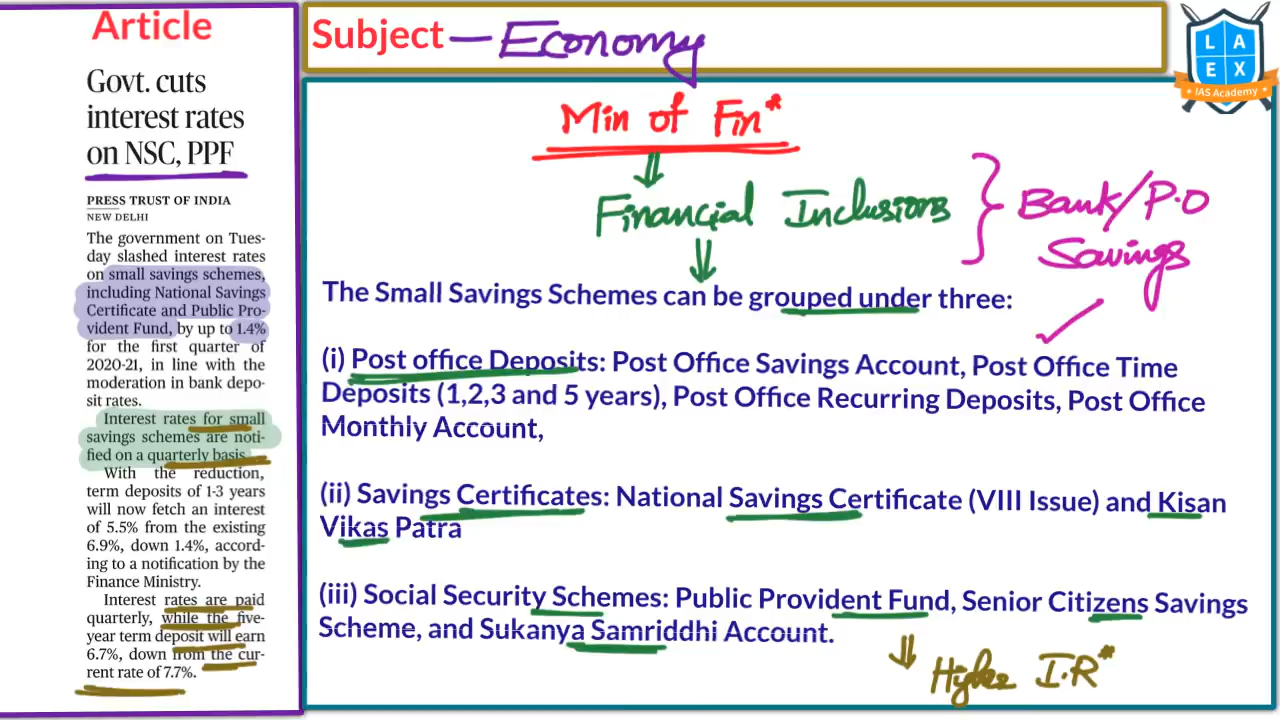 Article
Govt. cuts
interest rates
on NSC, PPF
PRESS TRUST OF INDIA
NEW DELHI
The government on Tues-
day slashed interest rates
on small savings schemes,
including National Savings
Certificate and Public Pro-
vident Fund, by up to 1.4%
for the first quarter of
2020-21, in line with the
moderation in bank depo-
sit rates.
Interest rates for small
savings schemes are noti-
fied on a quarterly basis.
With the reduction,
term deposits of 1-3 years
will now fetch an interest
of 5.5% from the existing
6.9%, down 1.4%, accord-
ing to a notification by the
Finance Ministry.
Interest rates are paid
quarterly, while the five-
year term deposit will earn
6.7%, down from the cur-
rent rate of 7.7%.
Subject - Economy
L A
E X
IAS Academy
Min of Fin*
Financial Inclusions
Bank/P.O
Savings
The Small Savings Schemes can be grouped under three:
(i) Post office Deposits: Post Office Savings Account, Post Office Time
Deposits (1,2,3 and 5 years), Post Office Recurring Deposits, Post Office
Monthly Account,
(ii) Savings Certificates: National Savings Certificate (VIII Issue) and Kisan
Vikas Patra
(iii) Social Security Schemes: Public Provident Fund, Senior Citizens Savings
Scheme, and Sukanya Samriddhi Account.
Higher I.R*